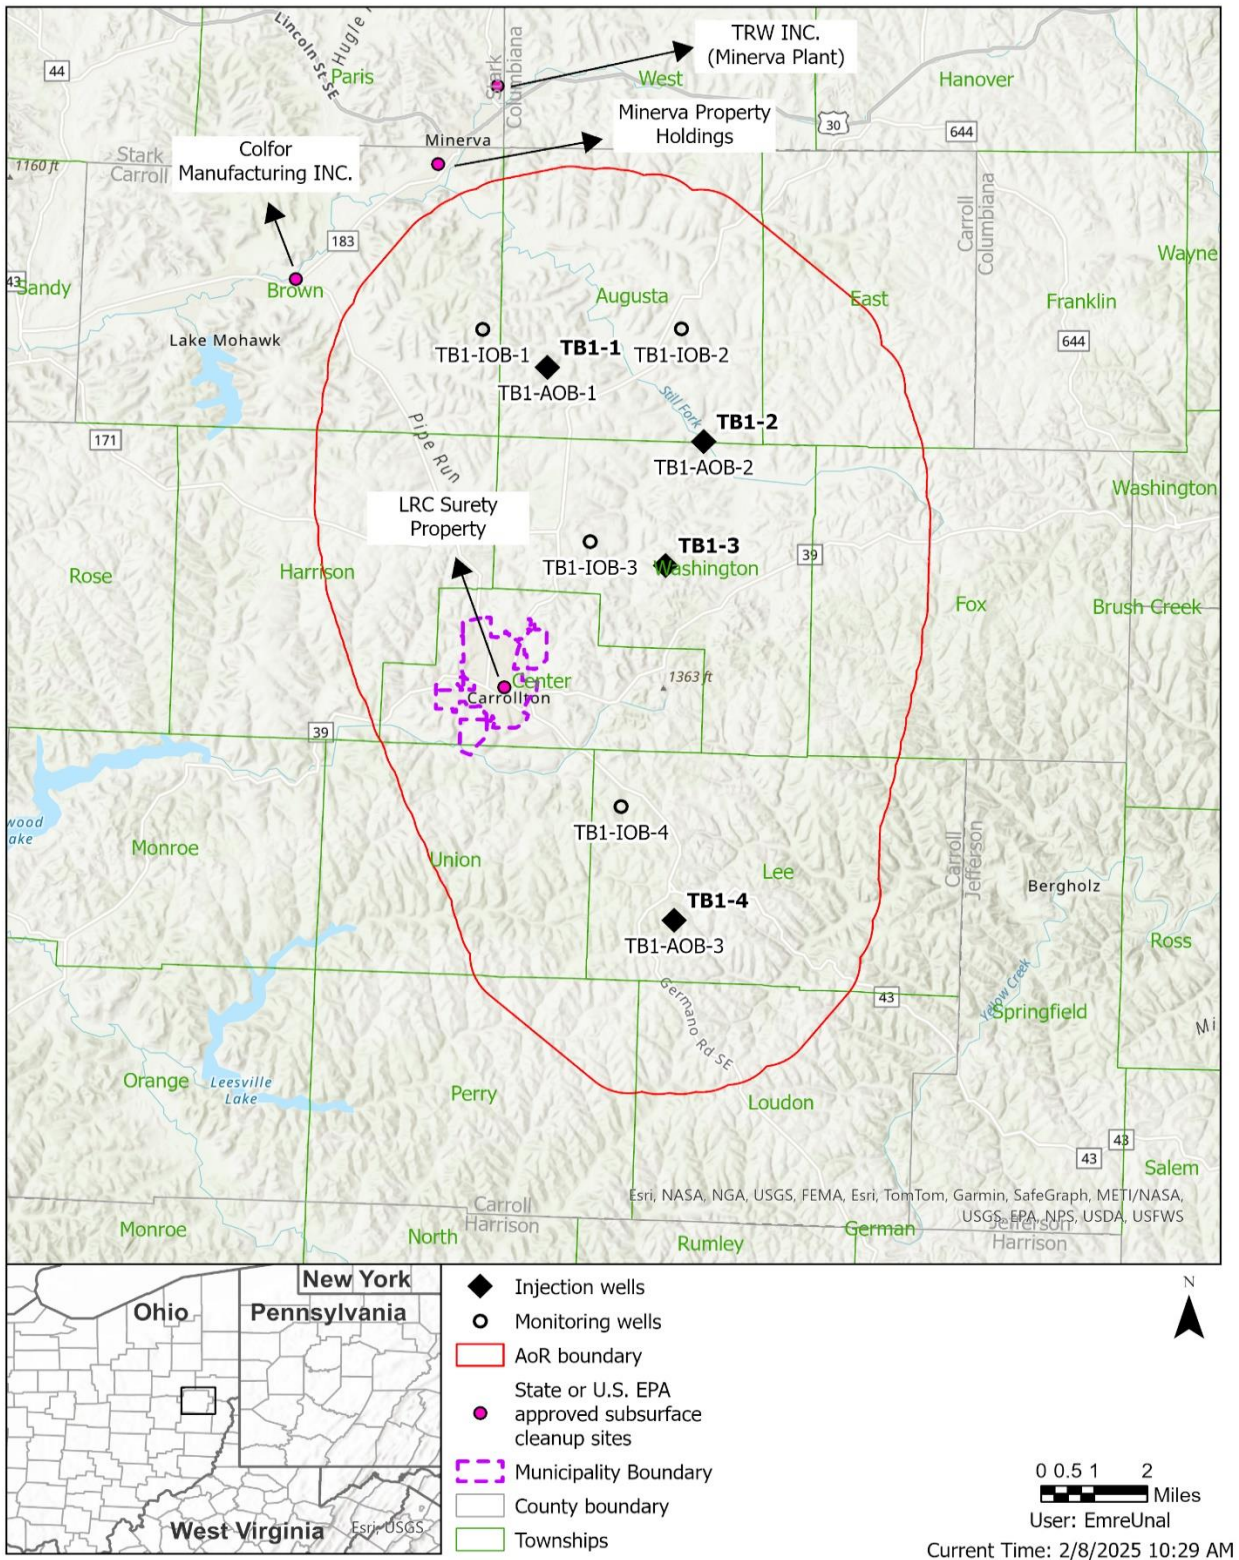 TRW INC.
(Minerva Plant)
Lincoln St SE
Hugle
44
Paris
Stark
Columbiana
West
Hanover
Minerva Property
Holdings
30
644
Colfor
Manufacturing INC.
Minerva
Stark
Carroll
1160 ft
183
Carroll
Columbiana
Wayne
43
Sandy
Brown
Augusta
East
Franklin
644
Lake Mohawk
TB1-IOB-1
TB1-1
TB1-IOB-2
TB1-AOB-1
Still Fork
Pipe Run
TB1-2
171
TB1-AOB-2
Washington
LRC Surety
Property
TB1-3
39
TB1-IOB-3
Washington
Rose
Harrison
Fox
Brush Creek
1363 ft
Center
Carrollton
39
wood
ake
Monroe
TB1-IOB-4
Union
Lee
Carroll
Jefferson
Bergholz
TB1-4
TB1-AOB-3
Ross
Germano Rd SE
43
Yellow Creek
Springfield
Mi
Orange
Leesville
Lake
Perry
Loudon
43
43
Salem
Esri, NASA, NGA, USGS, FEMA, Esri, TomTom, Garmin, SafeGraph, METI/NASA,
USGS, EPA, NPS, USDA, USFWS
Carroll
Harrison
Monroe
North
Rumley
German
Jefferson
Harrison
New York
Ohio
Pennsylvania
West Virginia
Esri, USGS
Injection wells
Monitoring wells
AoR boundary
State or U.S. EPA
approved subsurface
cleanup sites
Municipality Boundary
County boundary
Townships
N
0 0.5 1 2
Miles
User: EmreUnal
Current Time: 2/8/2025 10:29 AM